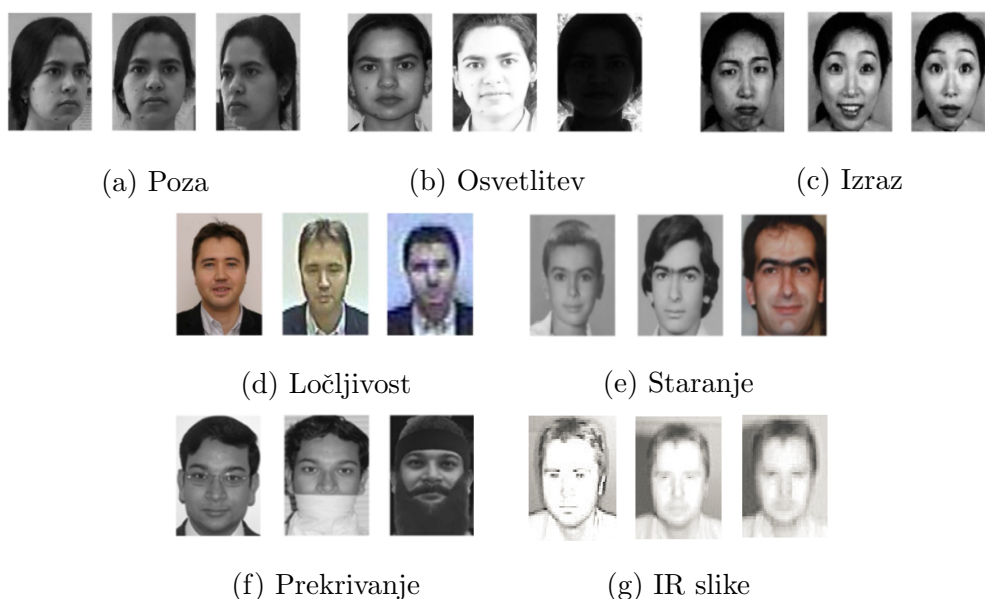 (a) Poza
(b) Osvetlitev
(c) Izraz
(d) Ločljivost
(e) Staranje
(f) Prekrivanje
(g) IR slike